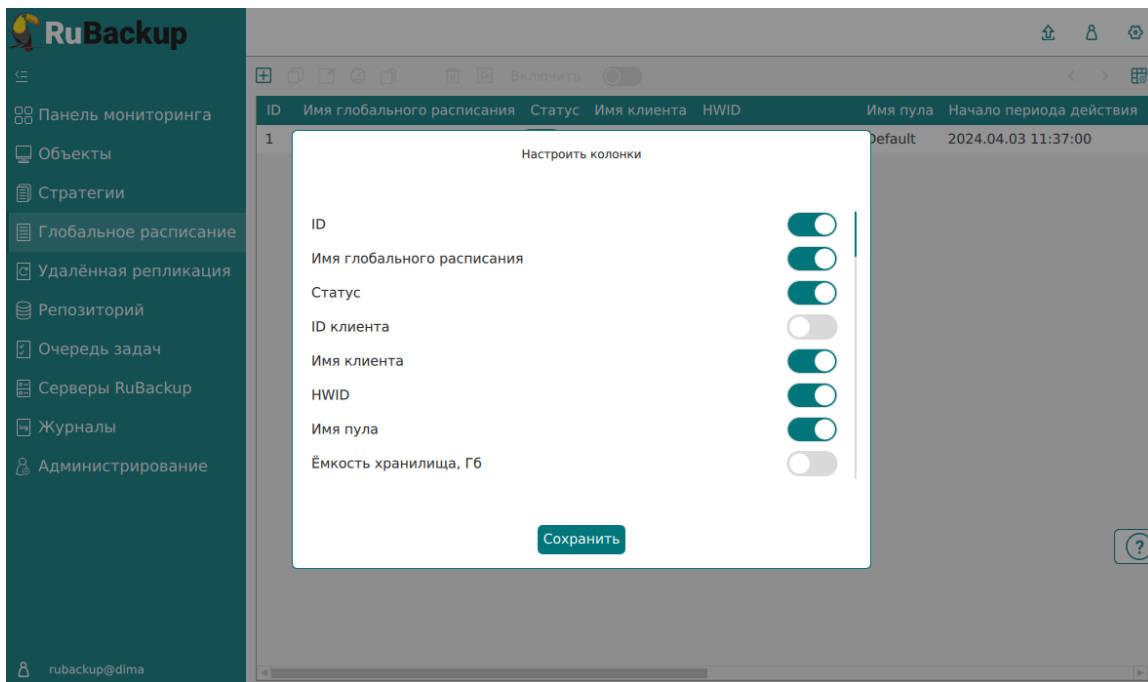 RuBackup
Включить
Панель мониторинга
Объекты
Стратегии
Глобальное расписание
Удалённая репликация
Репозиторий
Очередь задач
Серверы RuBackup
Журналы
Администрирование
rubackup@dima
ID Имя глобального расписания Статус Имя клиента HWID Имя пула Начало периода действия
1 Default 2024.04.03 11:37:00
Настроить колонки
ID
Имя глобального расписания
Статус
ID клиента
Имя клиента
HWID
Имя пула
Ёмкость хранилища, Гб
Сохранить
?